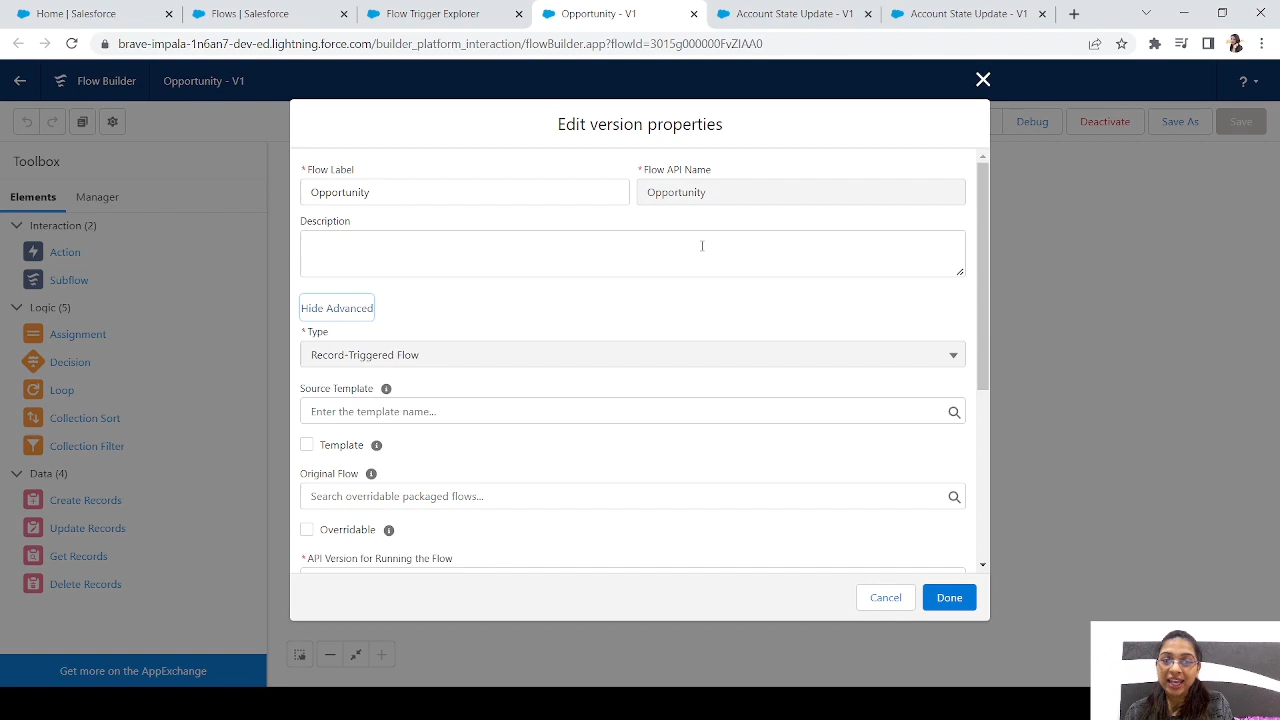 Home | Salesforce
Flows | Salesforce
Flow Trigger Explorer
Opportunity - V1
Account State Update - V1
Account State Update - V1
brave-impala-1n6an7-dev-ed.lightning.force.com/builder_platform_interaction/flowBuilder.app?flowId=3015g000000FvZIAA0
Flow Builder
Opportunity - V1
?
Debug
Deactivate
Save As
Save
Toolbox
Elements
Manager
Interaction (2)
Action
Subflow
Logic (5)
Assignment
Decision
Loop
Collection Sort
Collection Filter
Data (4)
Create Records
Update Records
Get Records
Delete Records
Get more on the AppExchange
Edit version properties
*Flow Label
Opportunity
*Flow API Name
Opportunity
Description
Hide Advanced
*Type
Record-Triggered Flow
Source Template
Enter the template name...
Template
Original Flow
Search overridable packaged flows...
Overridable
*API Version for Running the Flow
Cancel
Done